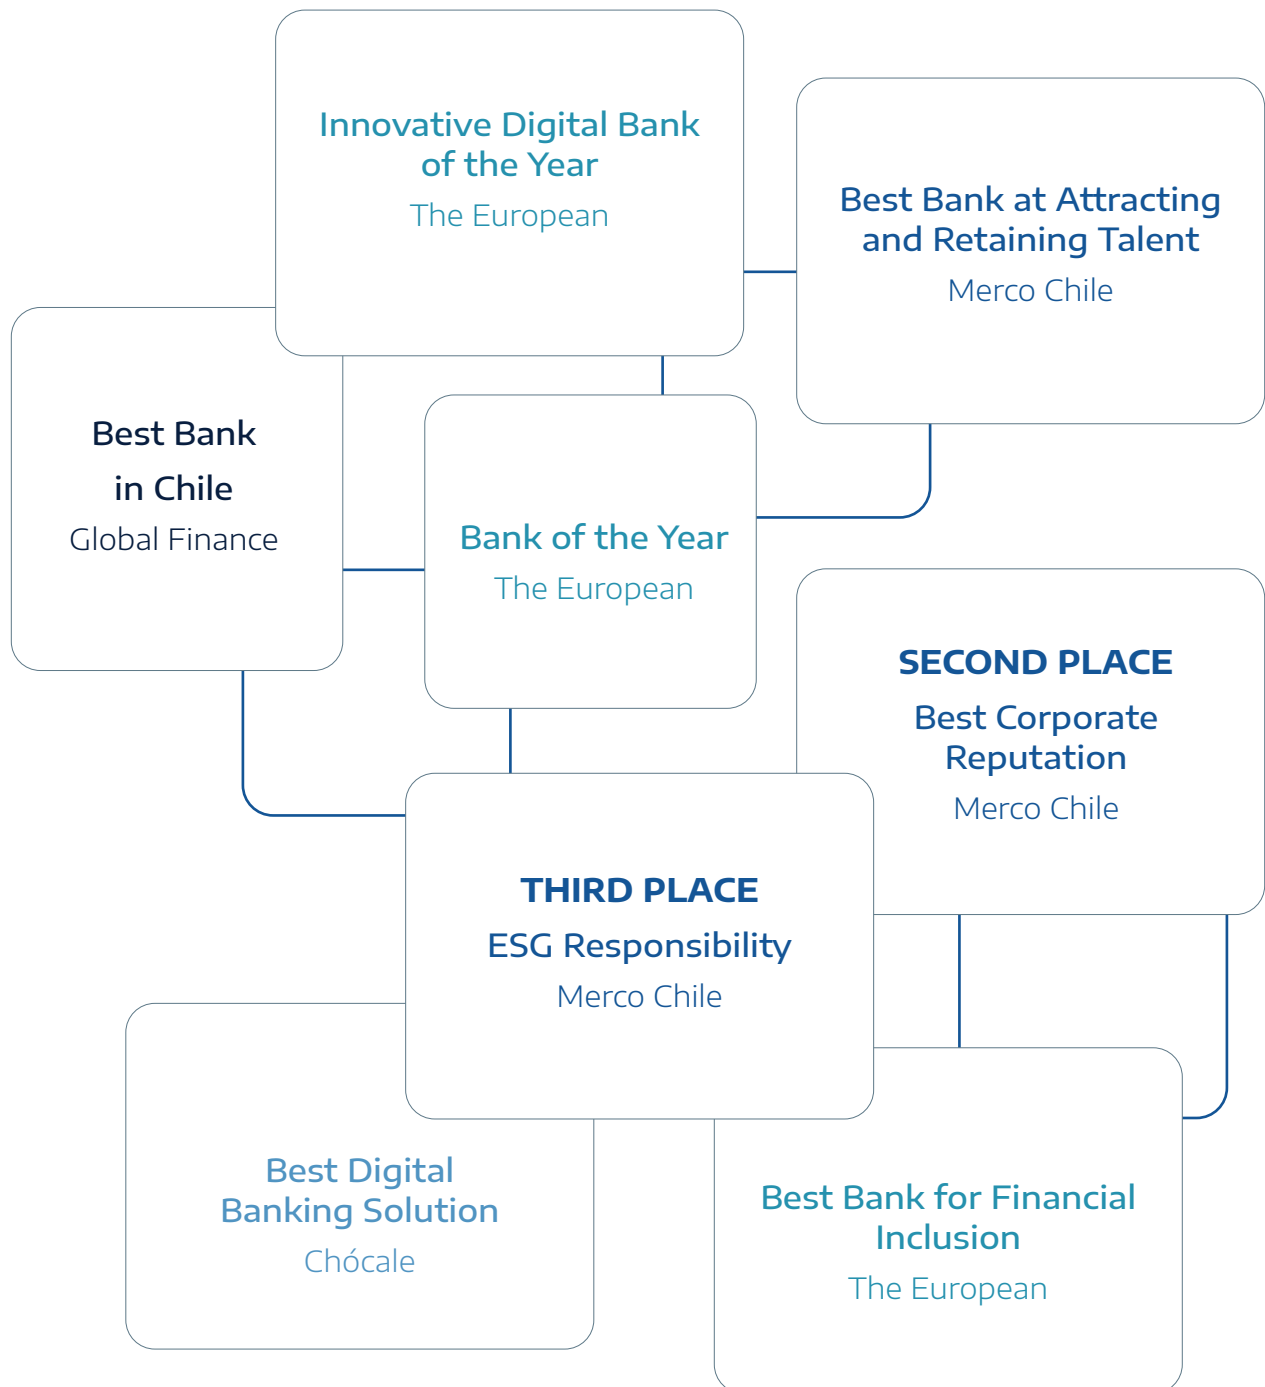 Innovative Digital Bank
of the Year
The European
Best Bank at Attracting
and Retaining Talent
Merco Chile
Best Bank
in Chile
Global Finance
Bank of the Year
The European
SECOND PLACE
Best Corporate
Reputation
Merco Chile
THIRD PLACE
ESG Responsibility
Merco Chile
Best Digital
Banking Solution
Chócale
Best Bank for Financial
Inclusion
The European